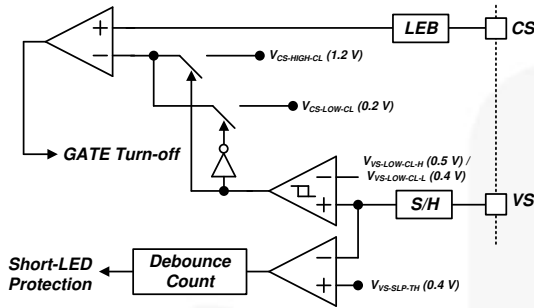 LEB
CS
+
−
V_CS-HIGH-CL (1.2 V)
V_CS-LOW-CL (0.2 V)
GATE Turn-off
V_VS-LOW-CL-H (0.5 V) /
V_VS-LOW-CL-L (0.4 V)
−
+
S/H
VS
Short-LED
Protection
Debounce
Count
−
+
V_VS-SLP-TH (0.4 V)